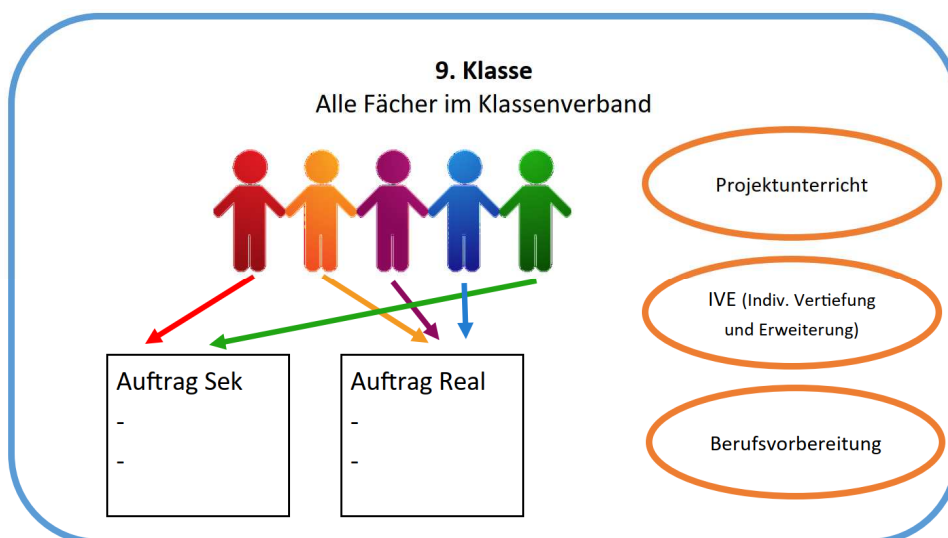 9. Klasse
Alle Fächer im Klassenverband
Projektunterricht
IVE (Indiv. Vertiefung
und Erweiterung)
Berufsvorbereitung
Auftrag Sek
-
-
Auftrag Real
-
-